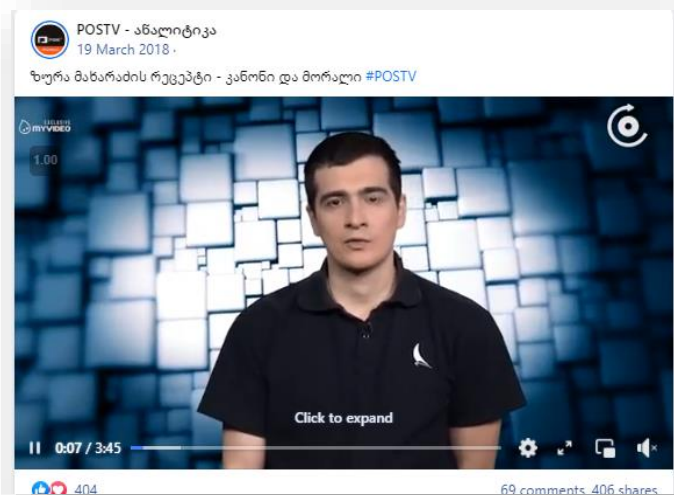 POSTV - ანალიტიკა
19 March 2018 ·
ზურა მახარაძის რეცეპტი - კანონი და მორალი #POSTV
EXCLUSIVE
MYVIDEO
1.00
Click to expand
0:07 / 3:45
404
69 comments 406 shares